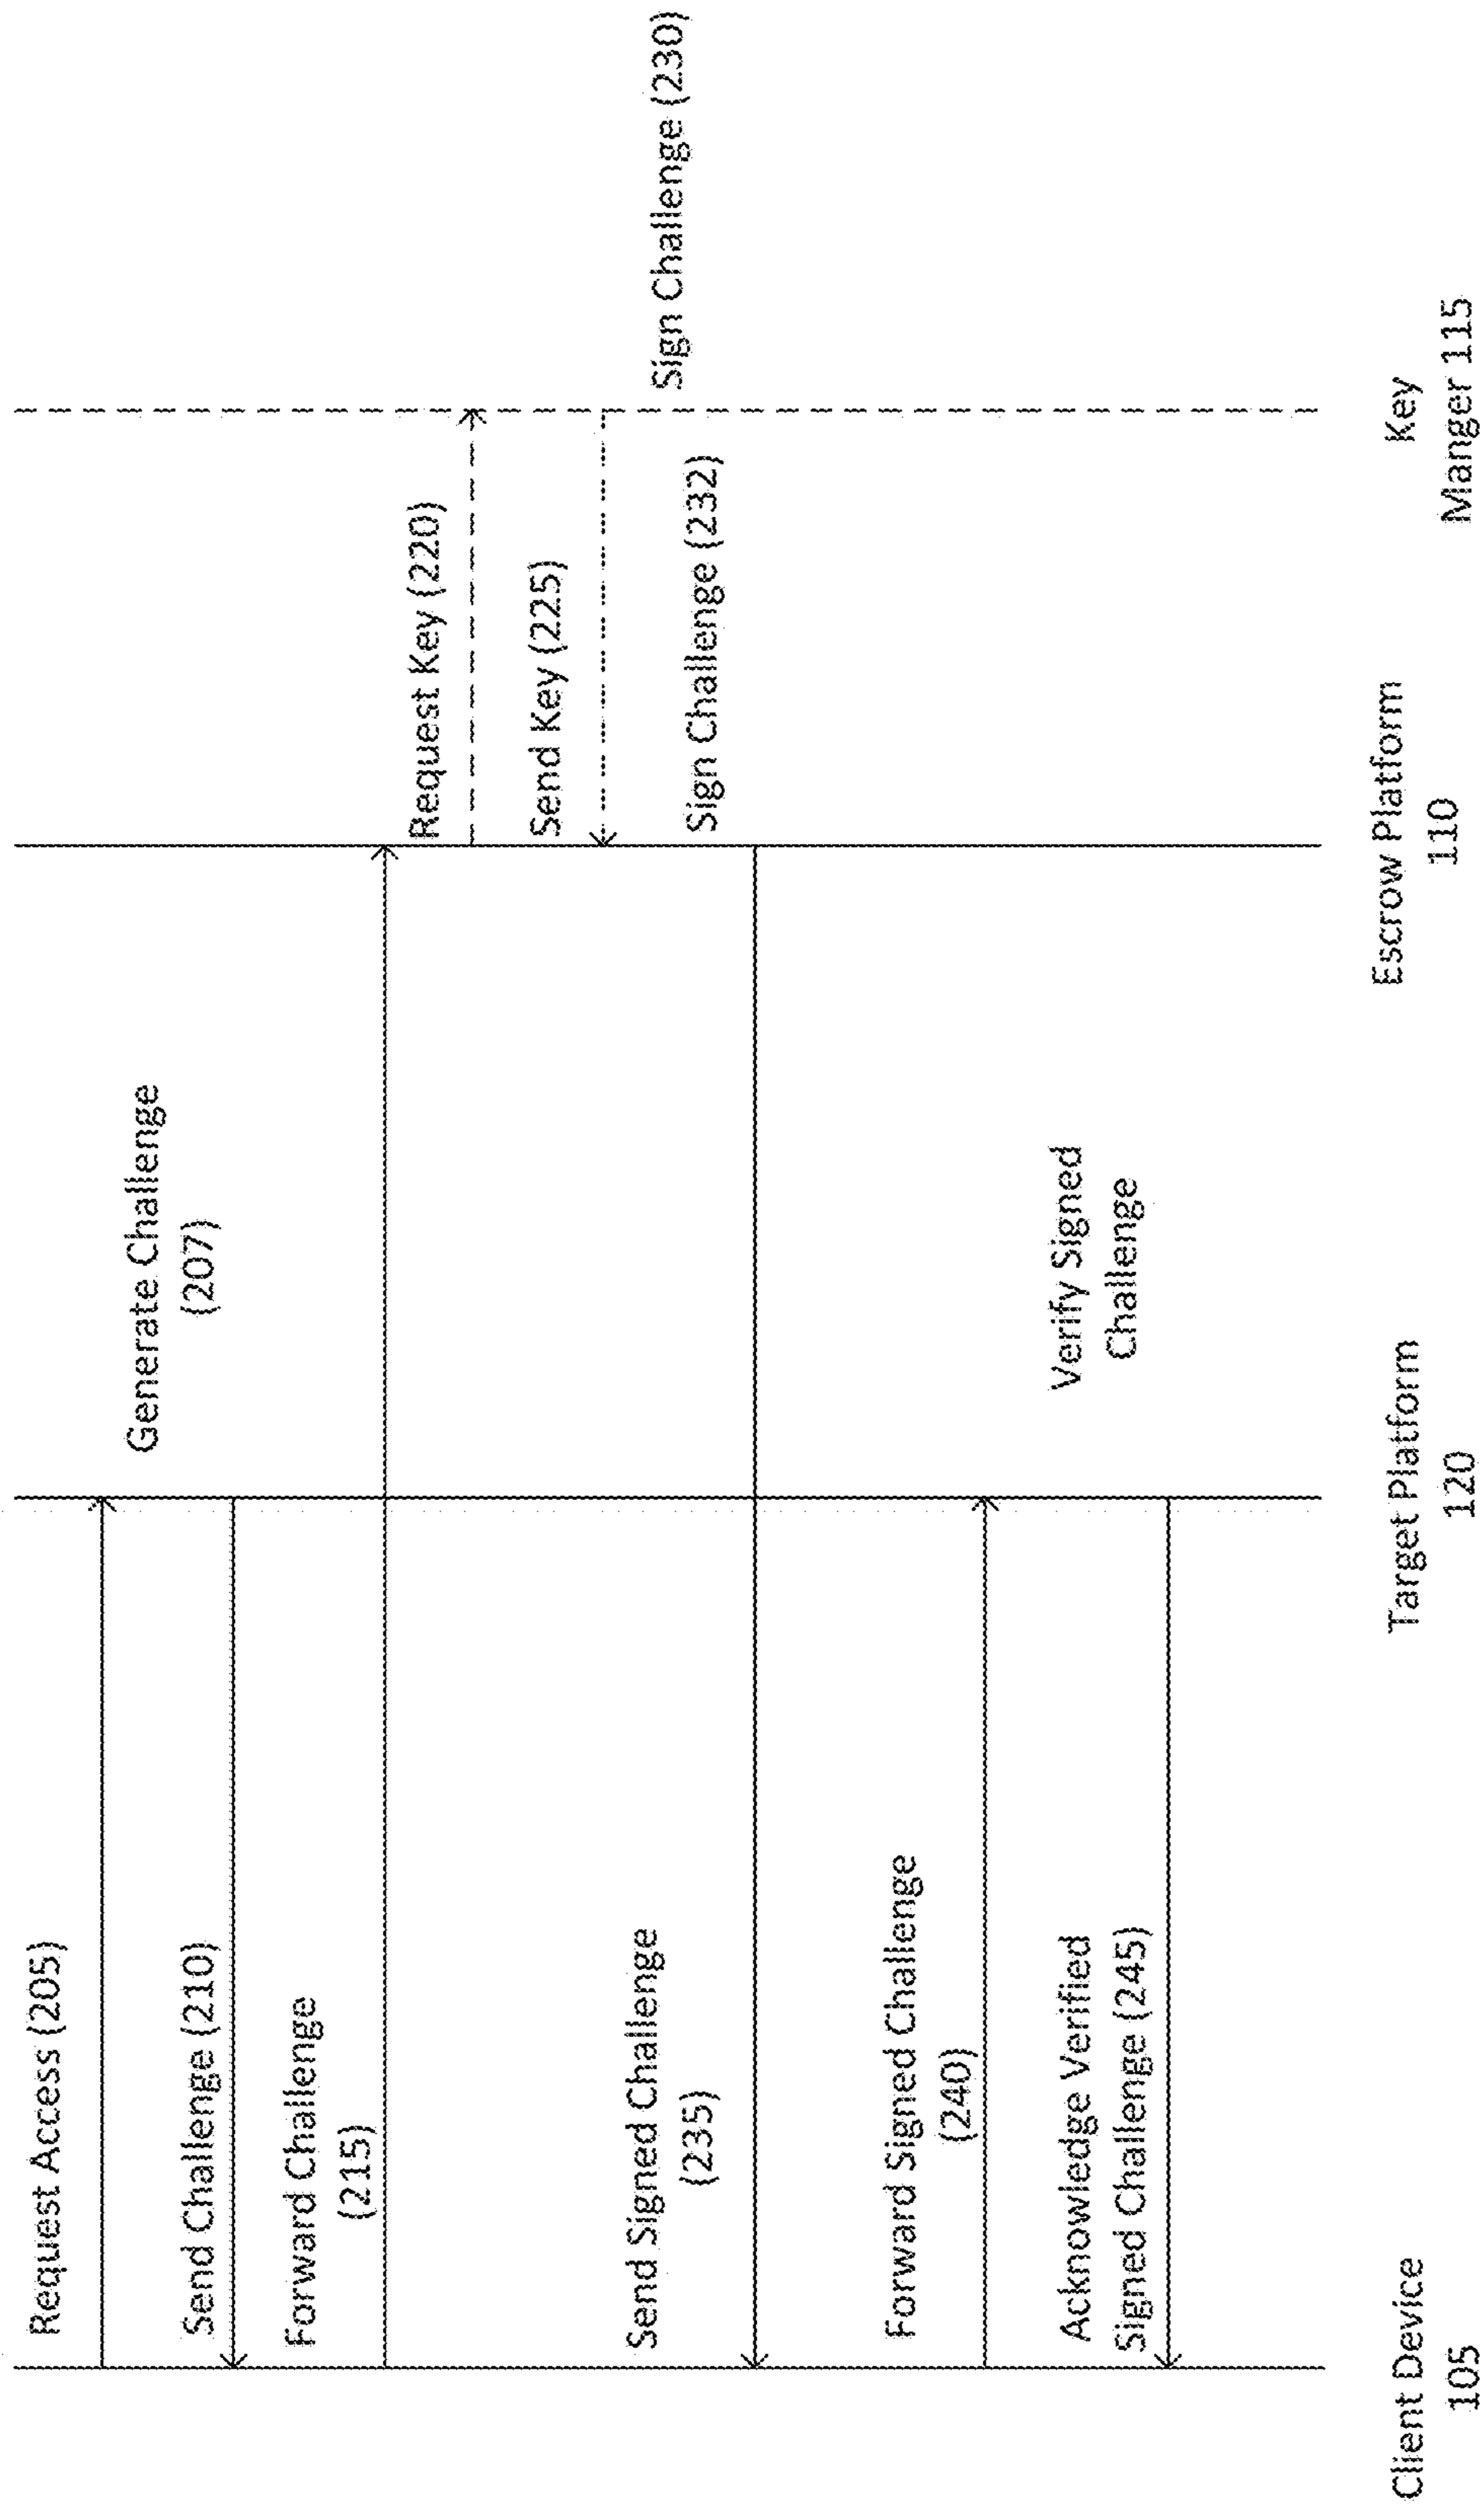 Request Access (205)
Generate Challenge
(207)
Send Challenge (210)
Forward Challenge
(215)
Request Key (220)
Send Key (225)
Sign Challenge (230)
Sign Challenge (232)
Send Signed Challenge
(235)
Forward Signed Challenge
(240)
Verify Signed
Challenge
Acknowledge Verified
Signed Challenge (245)
Client Device
105
Target Platform
120
Escrow Platform
110
Key
Manger 115